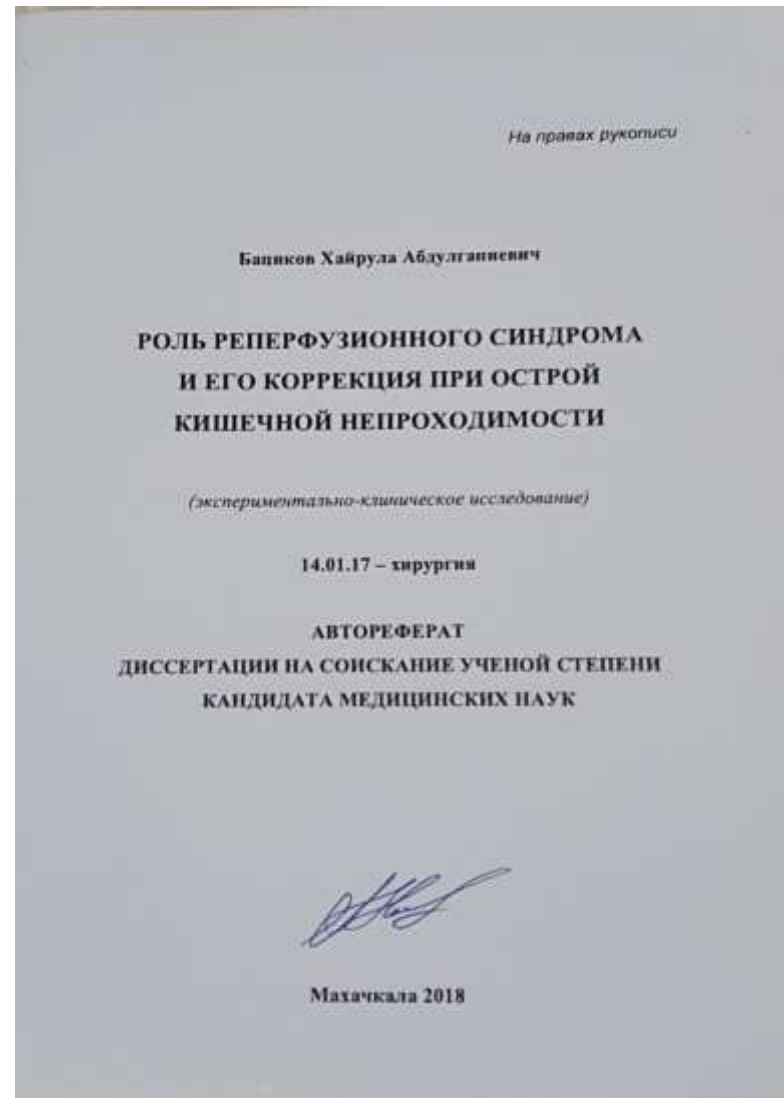 На правах рукописи
Бациков Хайрула Абдулганиевич
РОЛЬ РЕПЕРФУЗИОННОГО СИНДРОМА
И ЕГО КОРРЕКЦИЯ ПРИ ОСТРОЙ
КИШЕЧНОЙ НЕПРОХОДИМОСТИ
(экспериментально-клиническое исследование)
14.01.17 – хирургия
АВТОРЕФЕРАТ
ДИССЕРТАЦИИ НА СОИСКАНИЕ УЧЕНОЙ СТЕПЕНИ
КАНДИДАТА МЕДИЦИНСКИХ НАУК
Махачкала 2018